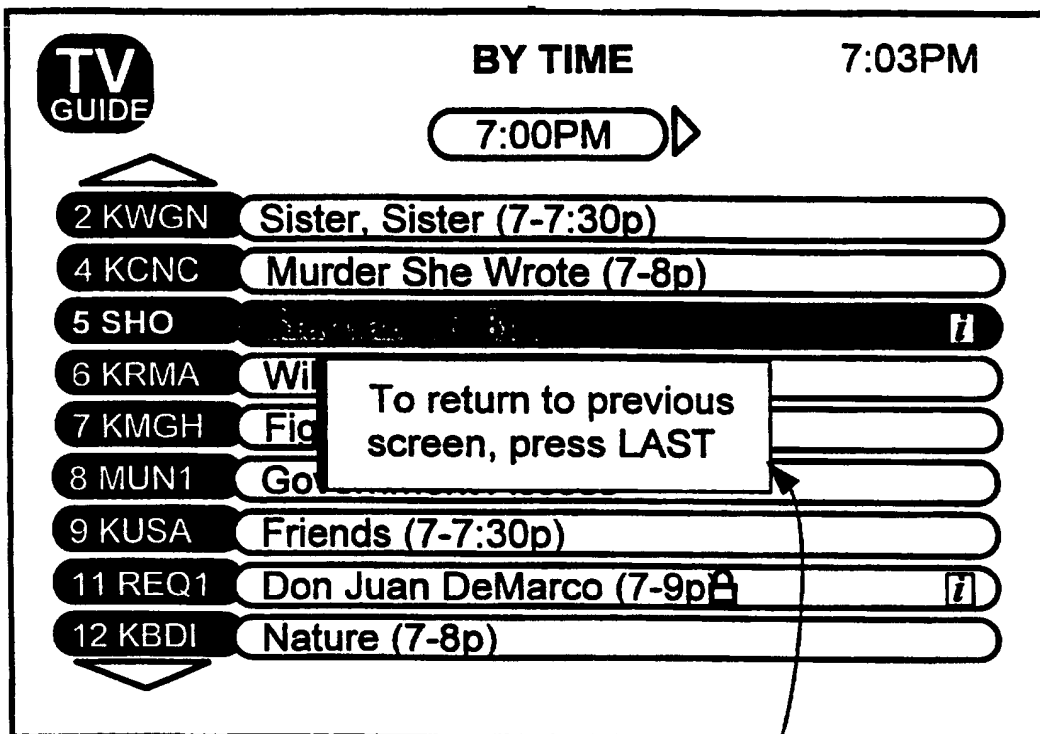 TV
GUIDE
BY TIME
7:03PM
7:00PM
2 KWGN Sister, Sister (7-7:30p)
4 KCNC Murder She Wrote (7-8p)
5 SHO i
6 KRMA Wil
7 KMGH Fig
8 MUN1
9 KUSA Friends (7-7:30p)
11 REQ1 Don Juan DeMarco (7-9p i
12 KBDI Nature (7-8p)
To return to previous
screen, press LAST